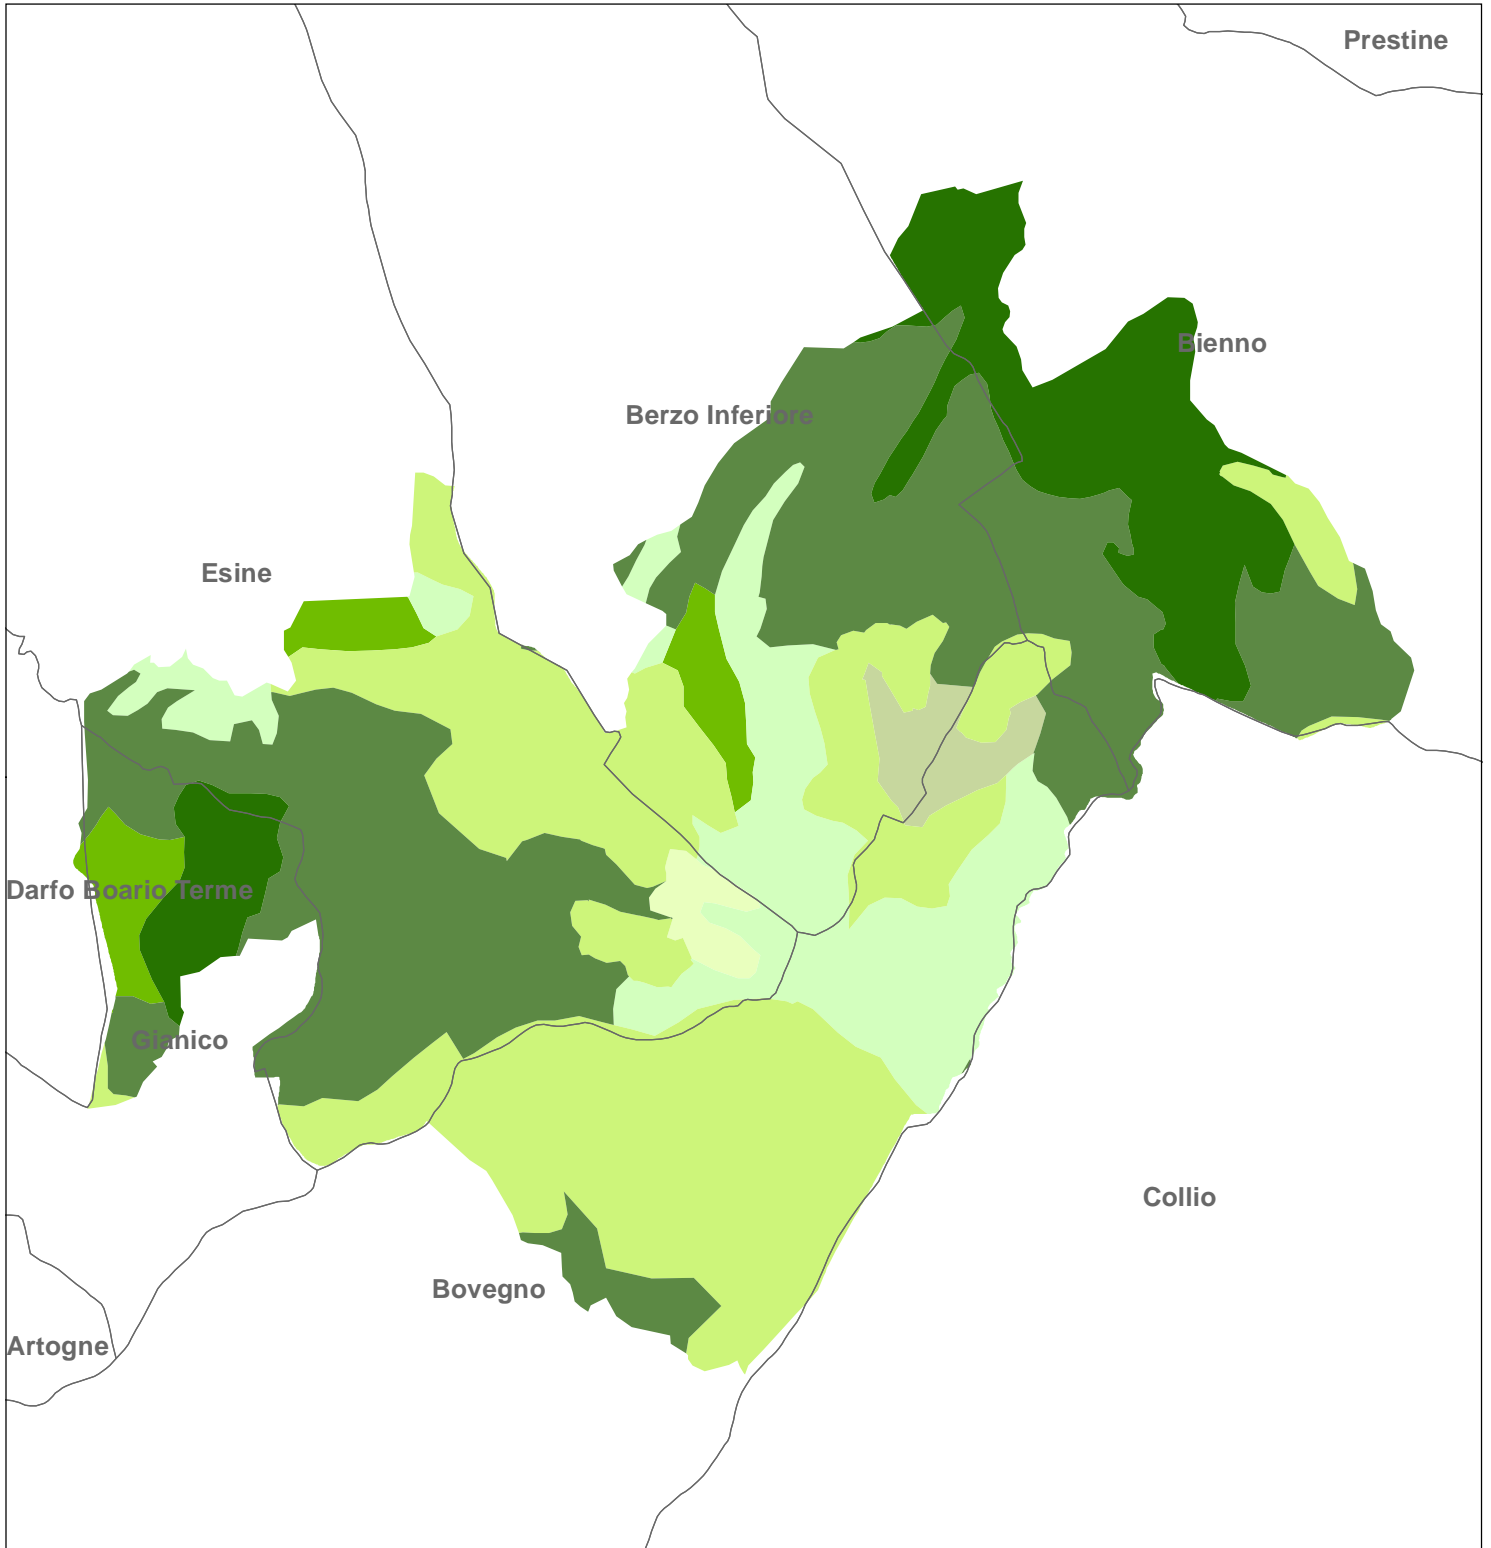 Prestine
Bienno
Berzo Inferiore
Esine
Darfo Boario Terme
Gianico
Collio
Bovegno
Artogne